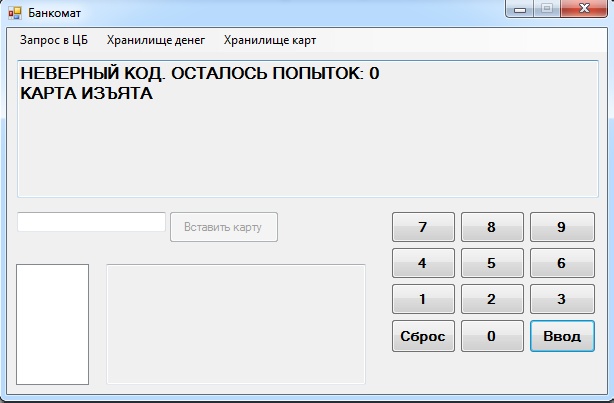 Банкомат
Запрос в ЦБ Хранилище денег Хранилище карт
НЕВЕРНЫЙ КОД. ОСТАЛОСЬ ПОПЫТОК: 0
КАРТА ИЗЪЯТА
Вставить карту
7 8 9
4 5 6
1 2 3
Сброс 0 Ввод